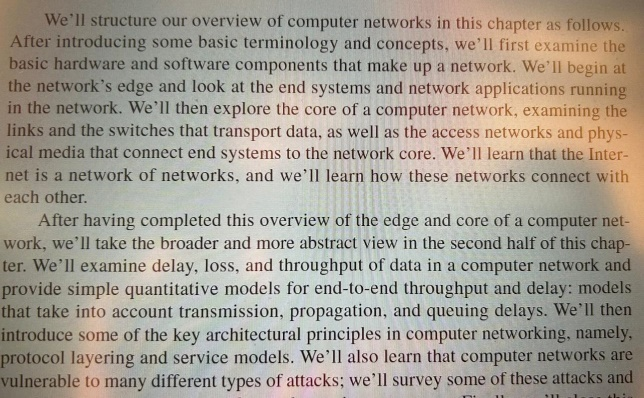 We'll structure our overview of computer networks in this chapter as follows.
After introducing some basic terminology and concepts, we'll first examine the
basic hardware and software components that make up a network. We'll begin at
the network's edge and look at the end systems and network applications running
in the network. We'll then explore the core of a computer network, examining the
links and the switches that transport data, as well as the access networks and phys-
ical media that connect end systems to the network core. We'll learn that the Inter-
net is a network of networks, and we'll learn how these networks connect with
each other.
After having completed this overview of the edge and core of a computer net-
work, we'll take the broader and more abstract view in the second half of this chap-
ter. We'll examine delay, loss, and throughput of data in a computer network and
provide simple quantitative models for end-to-end throughput and delay: models
that take into account transmission, propagation, and queuing delays. We'll then
introduce some of the key architectural principles in computer networking, namely,
protocol layering and service models. We'll also learn that computer networks are
vulnerable to many different types of attacks; we'll survey some of these attacks and